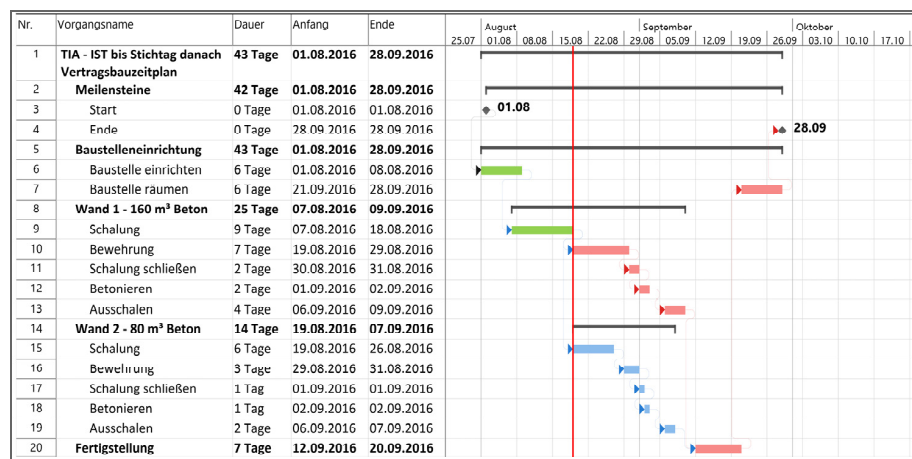 Nr. Vorgangsname Dauer Anfang Ende August September Oktober
25.07 01.08 08.08 15.08 22.08 29.08 05.09 12.09 19.09 26.09 03.10 10.10 17.10
1 TIA - IST bis Stichtag danach 43 Tage 01.08.2016 28.09.2016
Vertragsbauzeitplan
2 Meilensteine 42 Tage 01.08.2016 28.09.2016
3 Start 0 Tage 01.08.2016 01.08.2016 01.08
4 Ende 0 Tage 28.09.2016 28.09.2016 28.09
5 Baustelleneinrichtung 43 Tage 01.08.2016 28.09.2016
6 Baustelle einrichten 6 Tage 01.08.2016 08.08.2016
7 Baustelle räumen 6 Tage 21.09.2016 28.09.2016
8 Wand 1 - 160 m³ Beton 25 Tage 07.08.2016 09.09.2016
9 Schalung 9 Tage 07.08.2016 18.08.2016
10 Bewehrung 7 Tage 19.08.2016 29.08.2016
11 Schalung schließen 2 Tage 30.08.2016 31.08.2016
12 Betonieren 2 Tage 01.09.2016 02.09.2016
13 Ausschalen 4 Tage 06.09.2016 09.09.2016
14 Wand 2 - 80 m³ Beton 14 Tage 19.08.2016 07.09.2016
15 Schalung 6 Tage 19.08.2016 26.08.2016
16 Bewehrung 3 Tage 29.08.2016 31.08.2016
17 Schalung schließen 1 Tag 01.09.2016 01.09.2016
18 Betonieren 1 Tag 02.09.2016 02.09.2016
19 Ausschalen 2 Tage 06.09.2016 07.09.2016
20 Fertigstellung 7 Tage 12.09.2016 20.09.2016